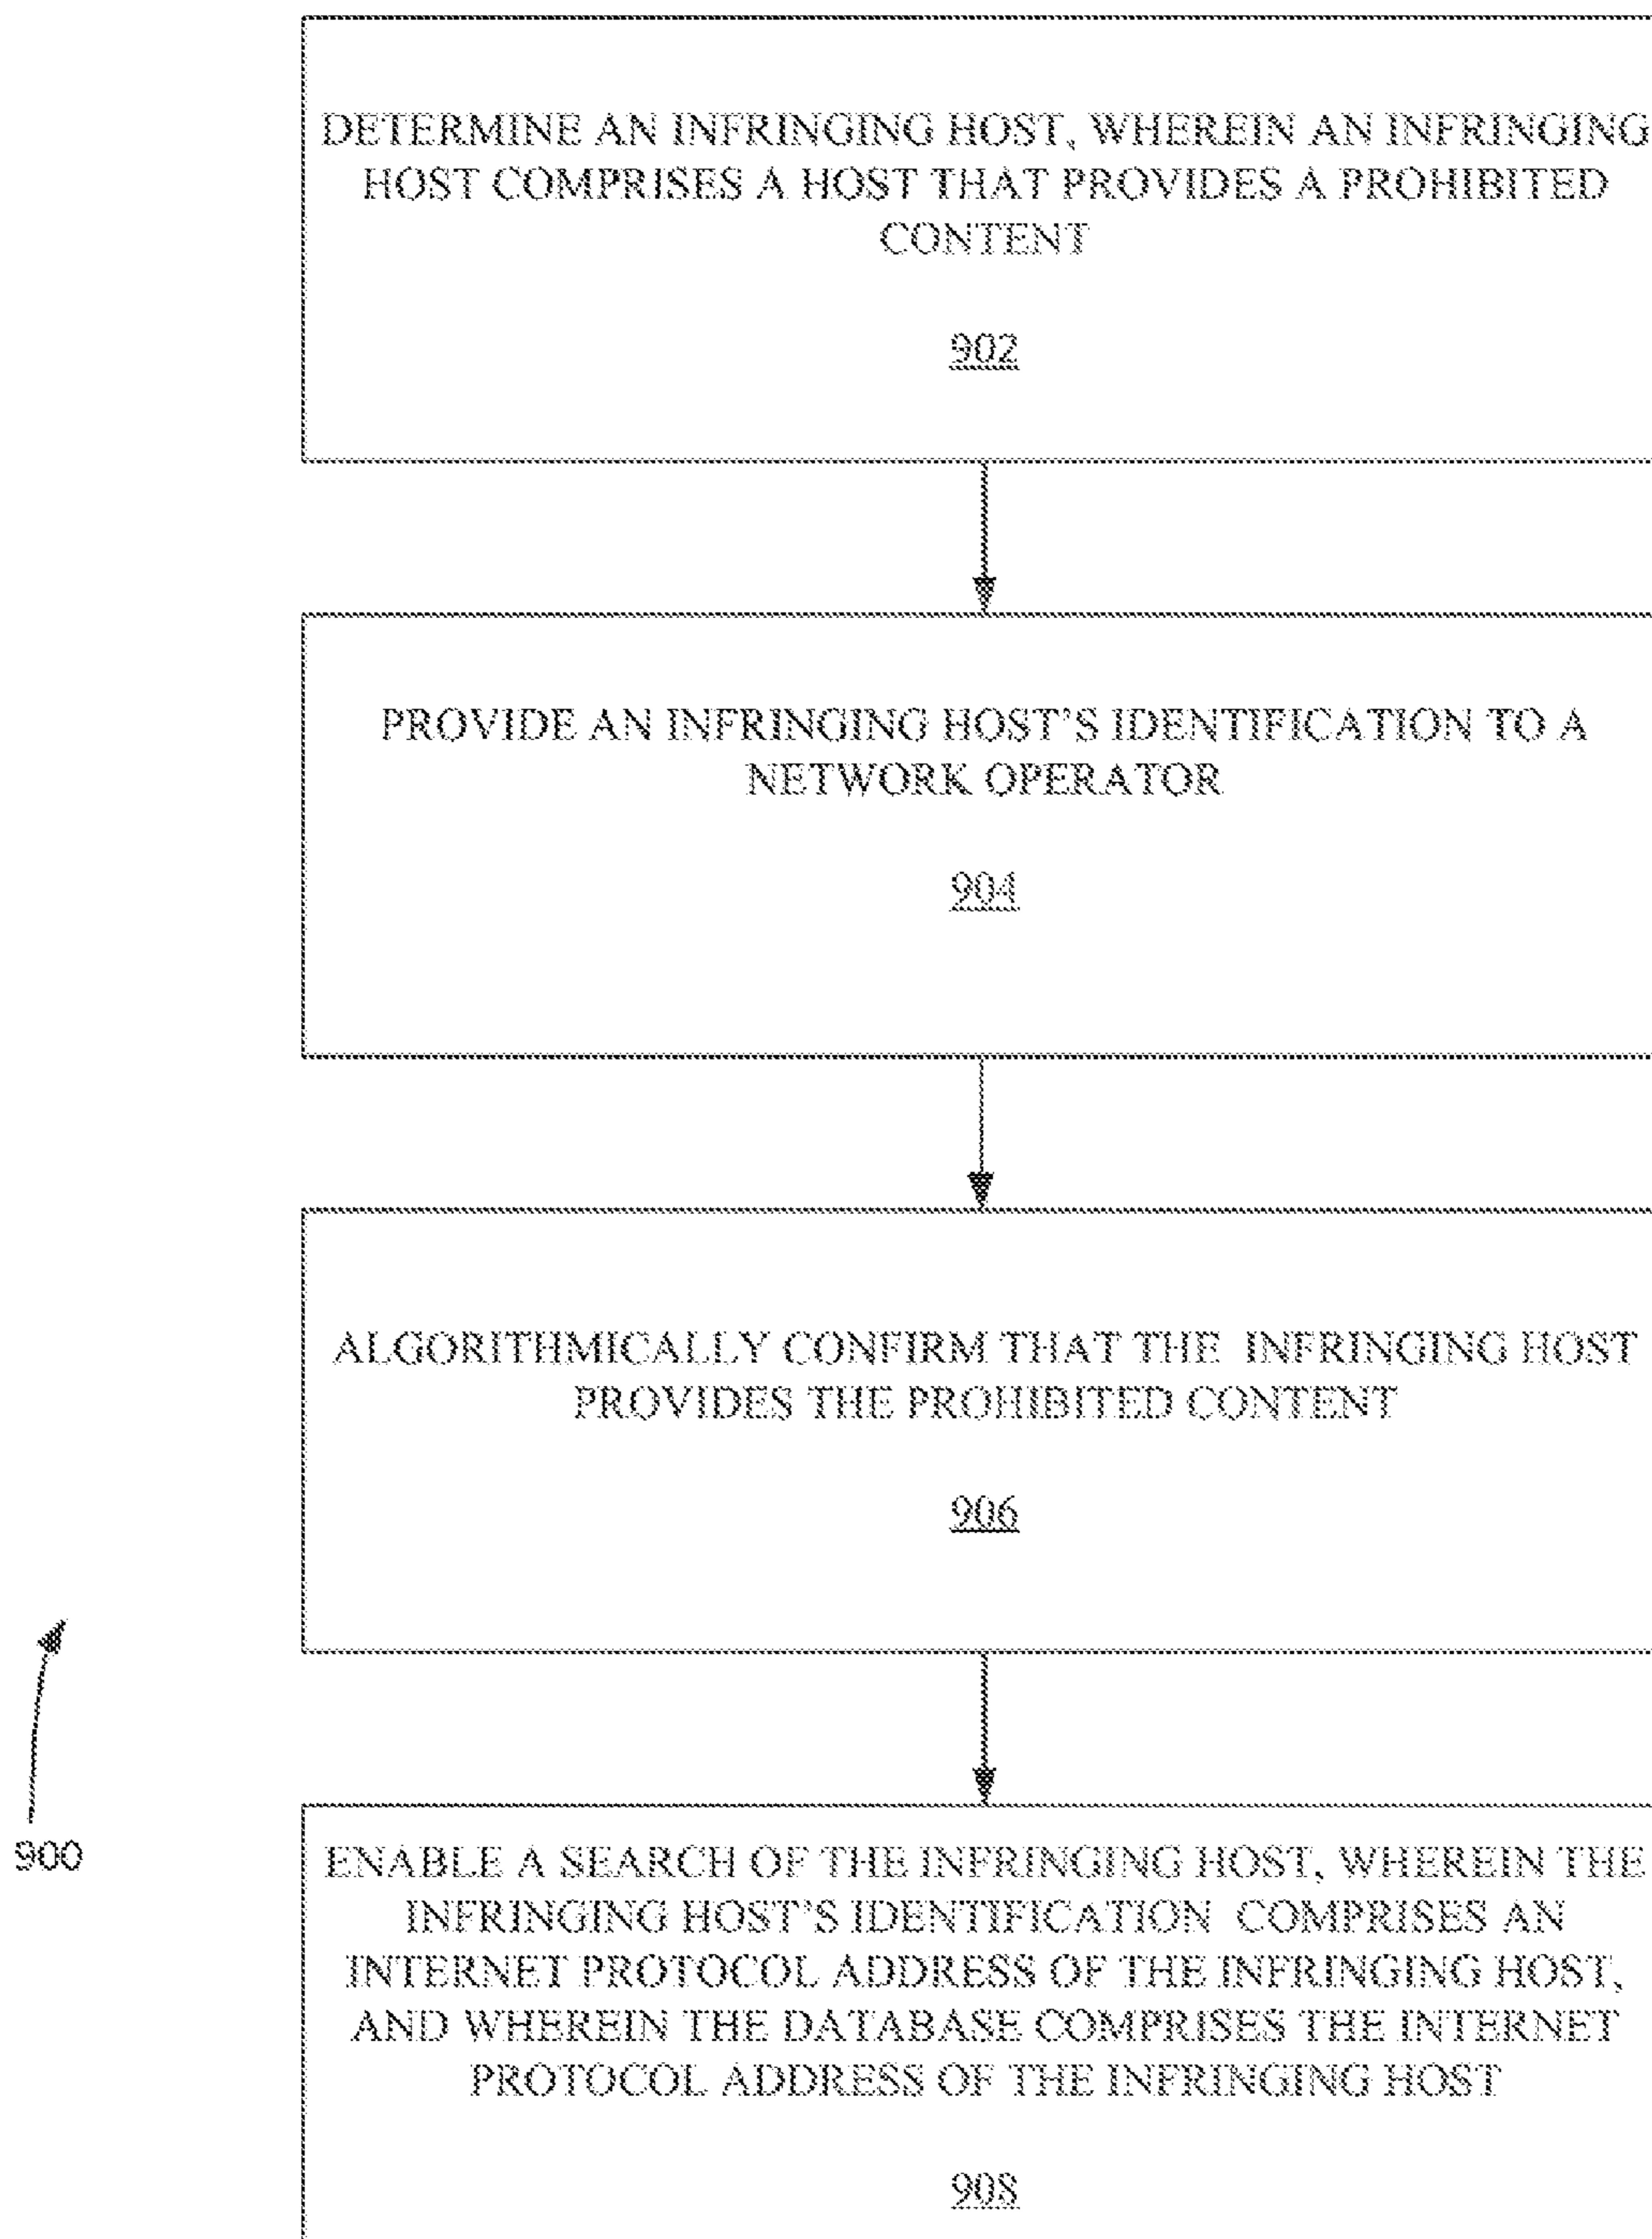 DETERMINE AN INFRINGING HOST, WHEREIN AN INFRINGING
HOST COMPRISES A HOST THAT PROVIDES A PROHIBITED
CONTENT
902
PROVIDE AN INFRINGING HOST'S IDENTIFICATION TO A
NETWORK OPERATOR
904
ALGORITHMICALLY CONFIRM THAT THE INFRINGING HOST
PROVIDES THE PROHIBITED CONTENT
906
900
ENABLE A SEARCH OF THE INFRINGING HOST, WHEREIN THE
INFRINGING HOST'S IDENTIFICATION COMPRISES AN
INTERNET PROTOCOL ADDRESS OF THE INFRINGING HOST,
AND WHEREIN THE DATABASE COMPRISES THE INTERNET
PROTOCOL ADDRESS OF THE INFRINGING HOST
908